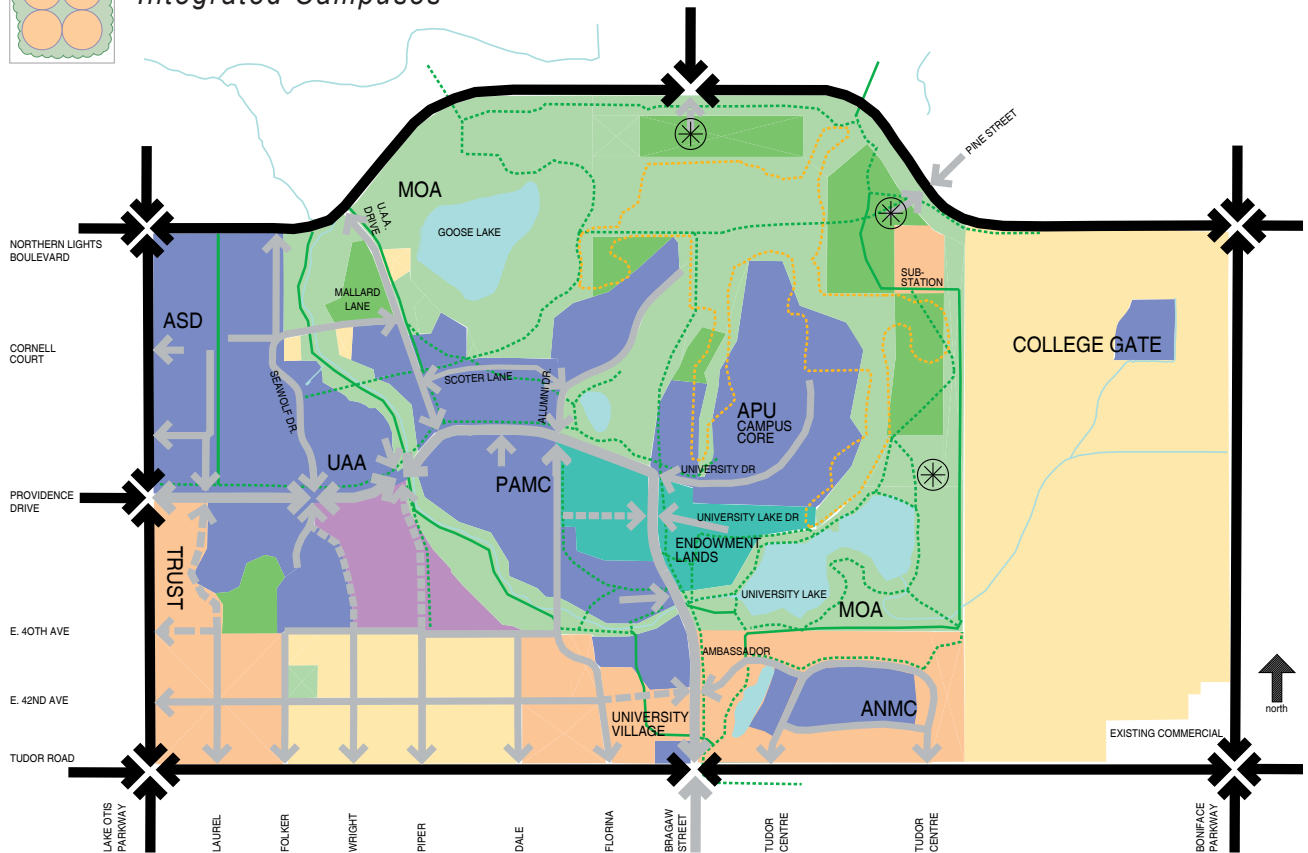 Integrated Campuses
PINE STREET
MOA
U.A.A.
DRIVE
GOOSE LAKE
NORTHERN LIGHTS
BOULEVARD
SUB-
STATION
MALLARD
LANE
ASD
CORNELL
COURT
COLLEGE GATE
SCOTER LANE
ALUMNI DR.
SEAWOLF DR.
APU
CAMPUS
CORE
UAA
UNIVERSITY DR
PAMC
PROVIDENCE
DRIVE
UNIVERSITY LAKE DR
ENDOWMENT
LANDS
TRUST
UNIVERSITY LAKE
MOA
E. 40TH AVE
AMBASSADOR
E. 42ND AVE
ANMC
north
UNIVERSITY
VILLAGE
EXISTING COMMERCIAL
TUDOR ROAD
LAKE OTIS
PARKWAY
LAUREL
FOLKER
WRIGHT
PIPER
DALE
FLORINA
BRAGAW
STREET
TUDOR
CENTRE
TUDOR
CENTRE
BONIFACE
PARKWAY